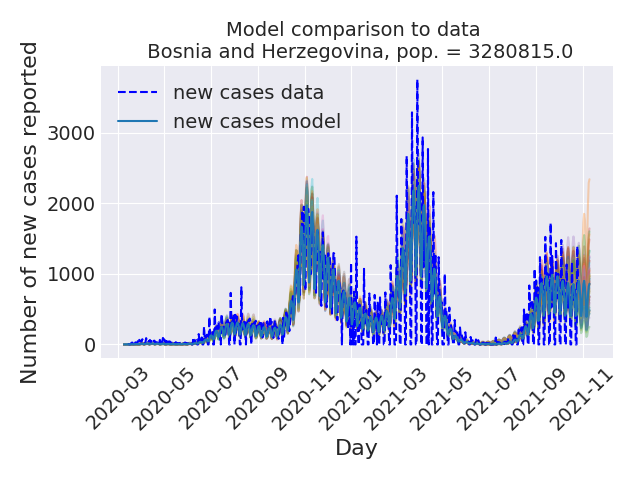 Model comparison to data
Bosnia and Herzegovina, pop. = 3280815.0
new cases data
new cases model
Number of new cases reported
3000
2000
1000
0
2020-03
2020-05
2020-07
2020-09
2020-11
2021-01
2021-03
2021-05
2021-07
2021-09
2021-11
Day